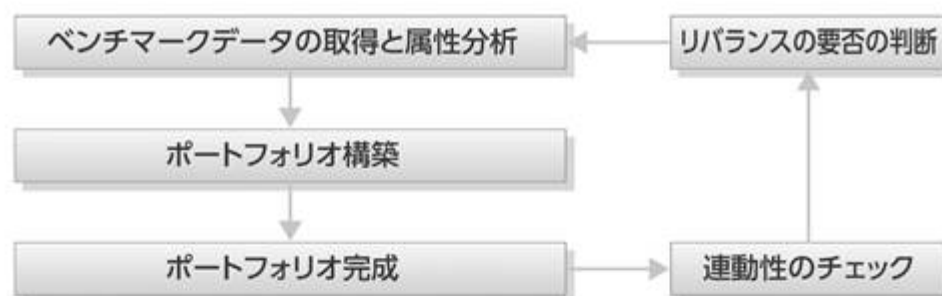 ベンチマークデータの取得と属性分析
リバランスの要否の判断
ポートフォリオ構築
ポートフォリオ完成
連動性のチェック